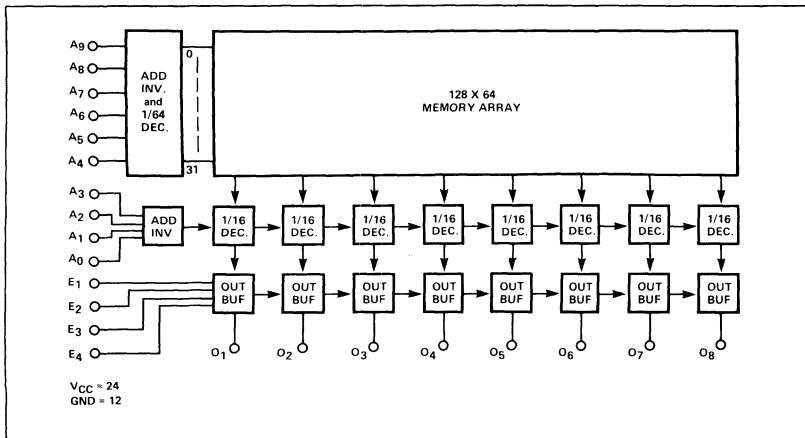 A9
A8
A7
A6
A5
A4
ADD
INV.
and
1/64
DEC.
0
31
128 X 64
MEMORY ARRAY
A3
A2
A1
A0
ADD
INV
1/16
DEC.
1/16
DEC.
1/16
DEC.
1/16
DEC.
1/16
DEC.
1/16
DEC.
1/16
DEC.
1/16
DEC.
E1
E2
E3
E4
OUT
BUF
OUT
BUF
OUT
BUF
OUT
BUF
OUT
BUF
OUT
BUF
OUT
BUF
OUT
BUF
O1
O2
O3
O4
O5
O6
O7
O8
VCC = 24
GND = 12